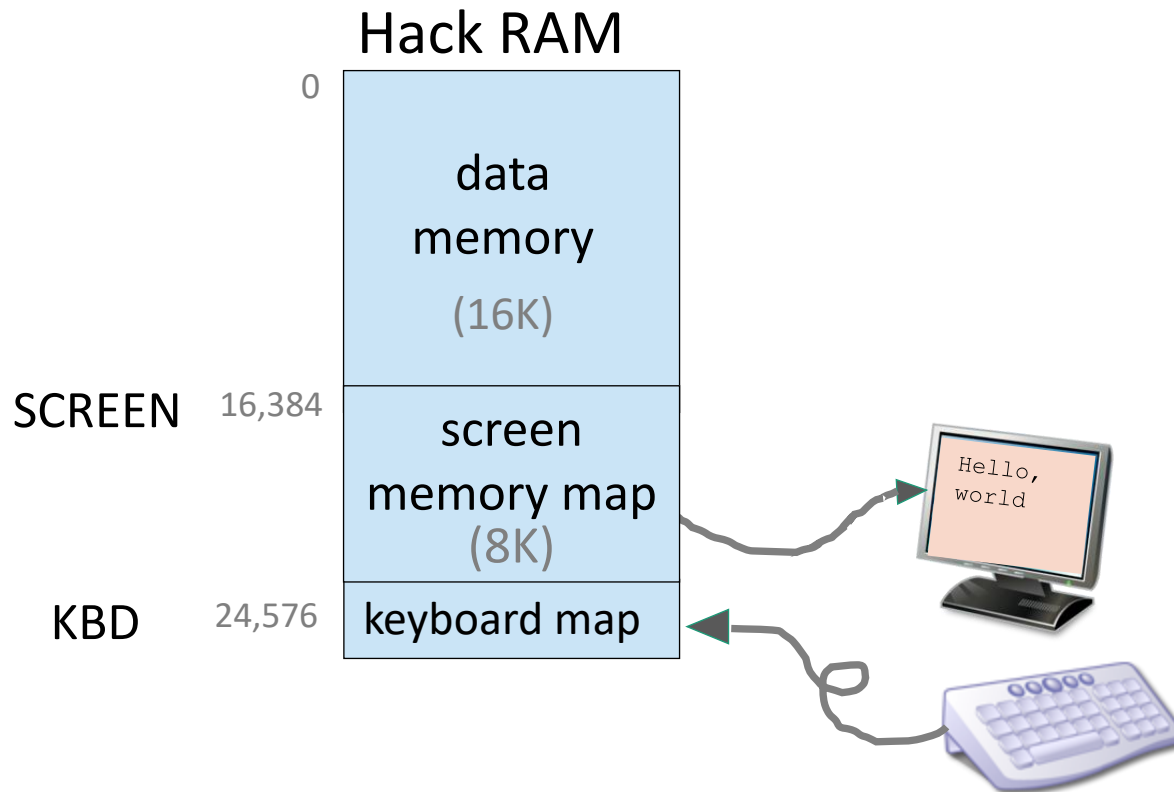 Hack RAM
0
data
memory
(16K)
SCREEN 16,384
screen
memory map
(8K)
Hello,
world
KBD 24,576 keyboard map